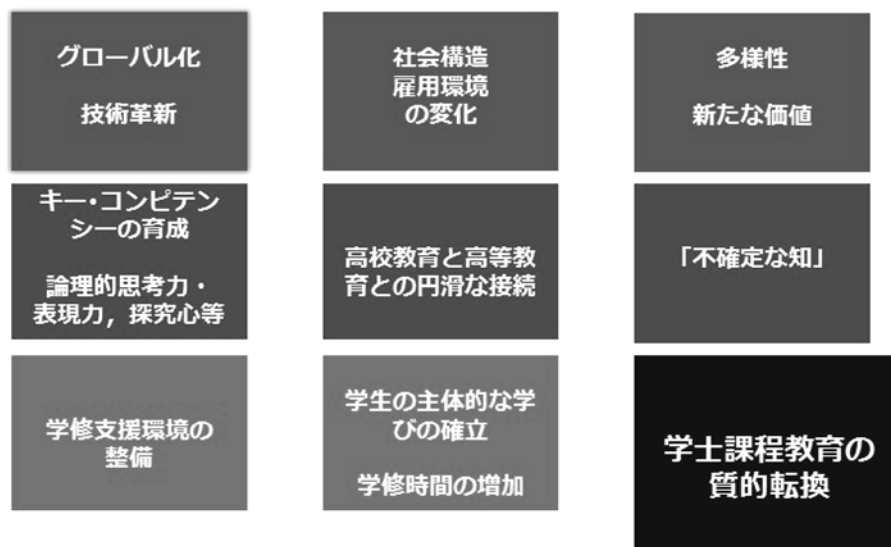 グローバル化
技術革新
社会構造
雇用環境
の変化
多様性
新たな価値
キー・コンピテン
シーの育成
論理的思考力・
表現力，探究心等
高校教育と高等教
育との円滑な接続
「不確定な知」
学修支援環境の
整備
学生の主体的な学
びの確立
学修時間の増加
学士課程教育の
質的転換